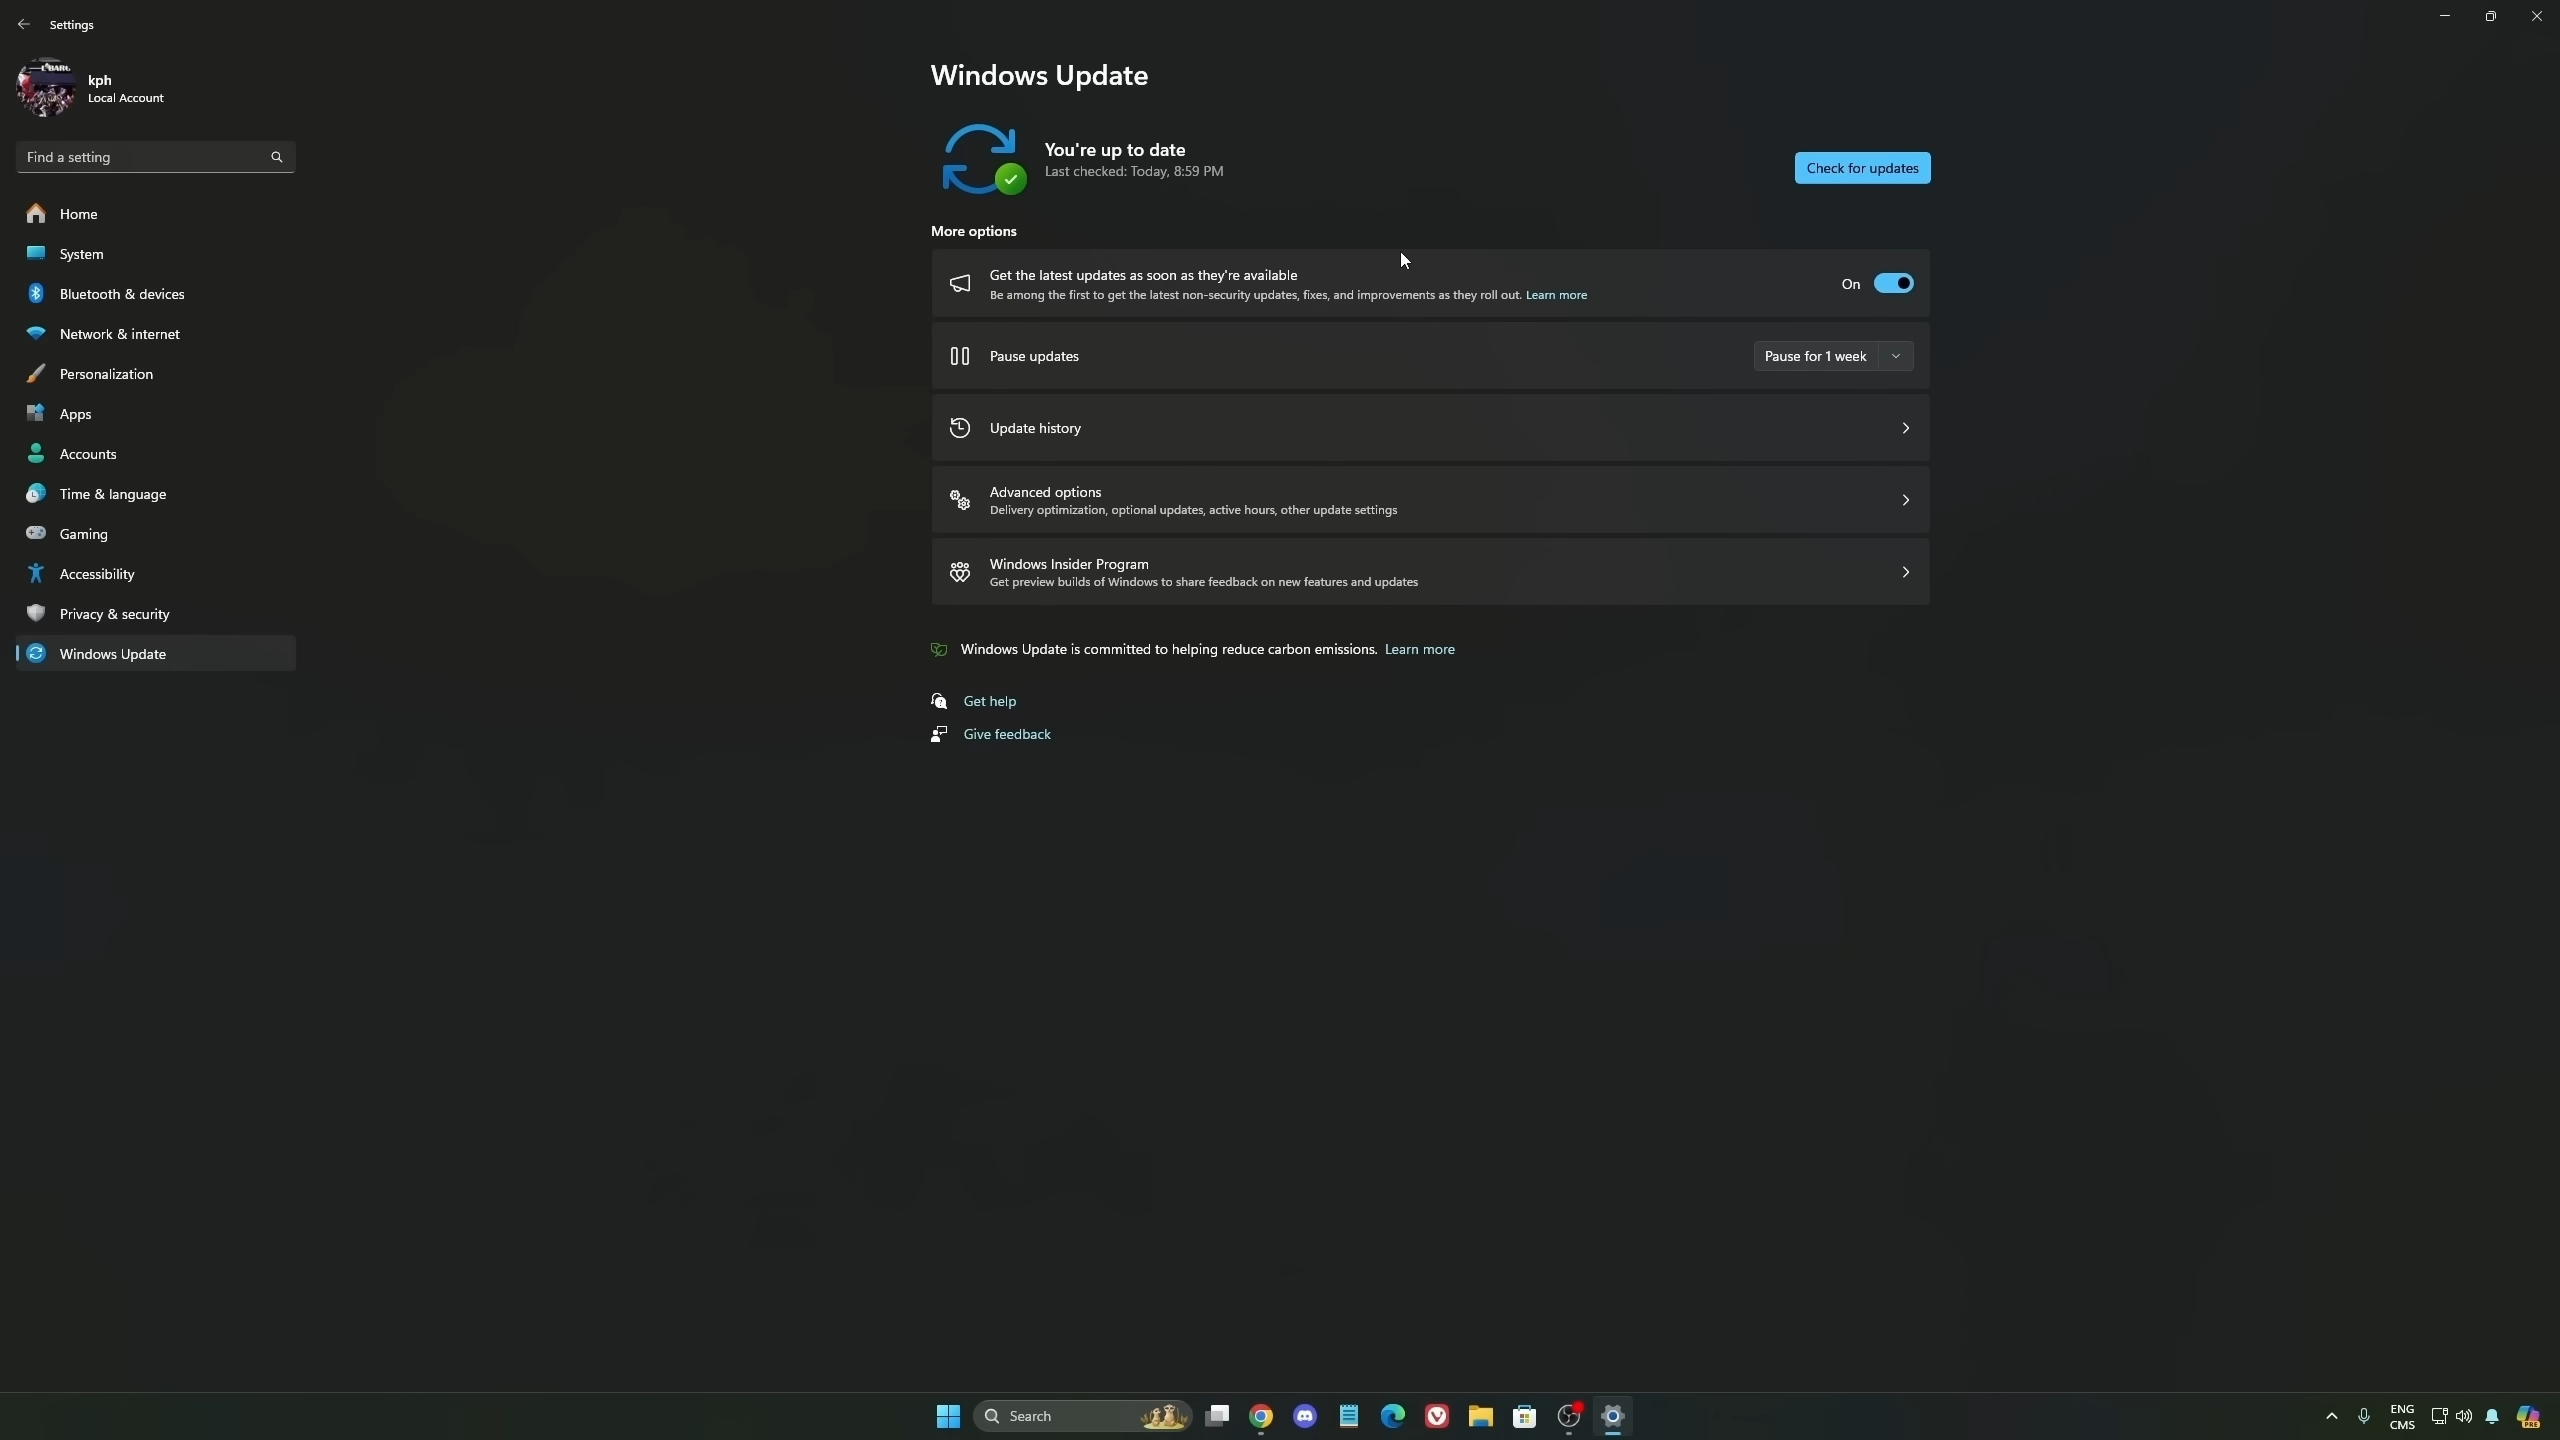 Settings
kph
Local Account
Find a setting
Home
System
Bluetooth & devices
Network & internet
Personalization
Apps
Accounts
Time & language
Gaming
Accessibility
Privacy & security
Windows Update
Windows Update
You're up to date
Last checked: Today, 8:59 PM
Check for updates
More options
Get the latest updates as soon as they're available
Be among the first to get the latest non-security updates, fixes, and improvements as they roll out. Learn more
On
Pause updates
Pause for 1 week
Update history
Advanced options
Delivery optimization, optional updates, active hours, other update settings
Windows Insider Program
Get preview builds of Windows to share feedback on new features and updates
Windows Update is committed to helping reduce carbon emissions. Learn more
Get help
Give feedback
Search
ENG
CMS
PRE